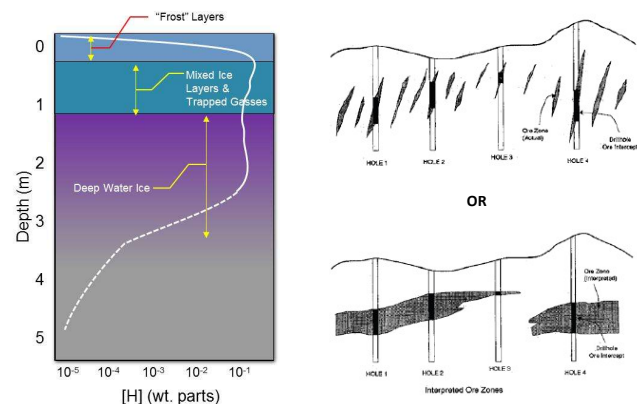 "Frost" Layers
Mixed Ice
Layers &
Trapped Gasses
Deep Water Ice
Depth (m)
0
1
2
3
4
5
10-5
10-4
10-3
10-2
10-1
[H] (wt. parts)
Ore Zone
(Actual)
Drillhole
Ore Intercept
HOLE 1
HOLE 2
HOLE 3
HOLE 4
OR
Ore Zone
(Interpreted)
Drillhole
Ore Intercept
HOLE 1
HOLE 2
HOLE 3
HOLE 4
Interpreted Ore Zones